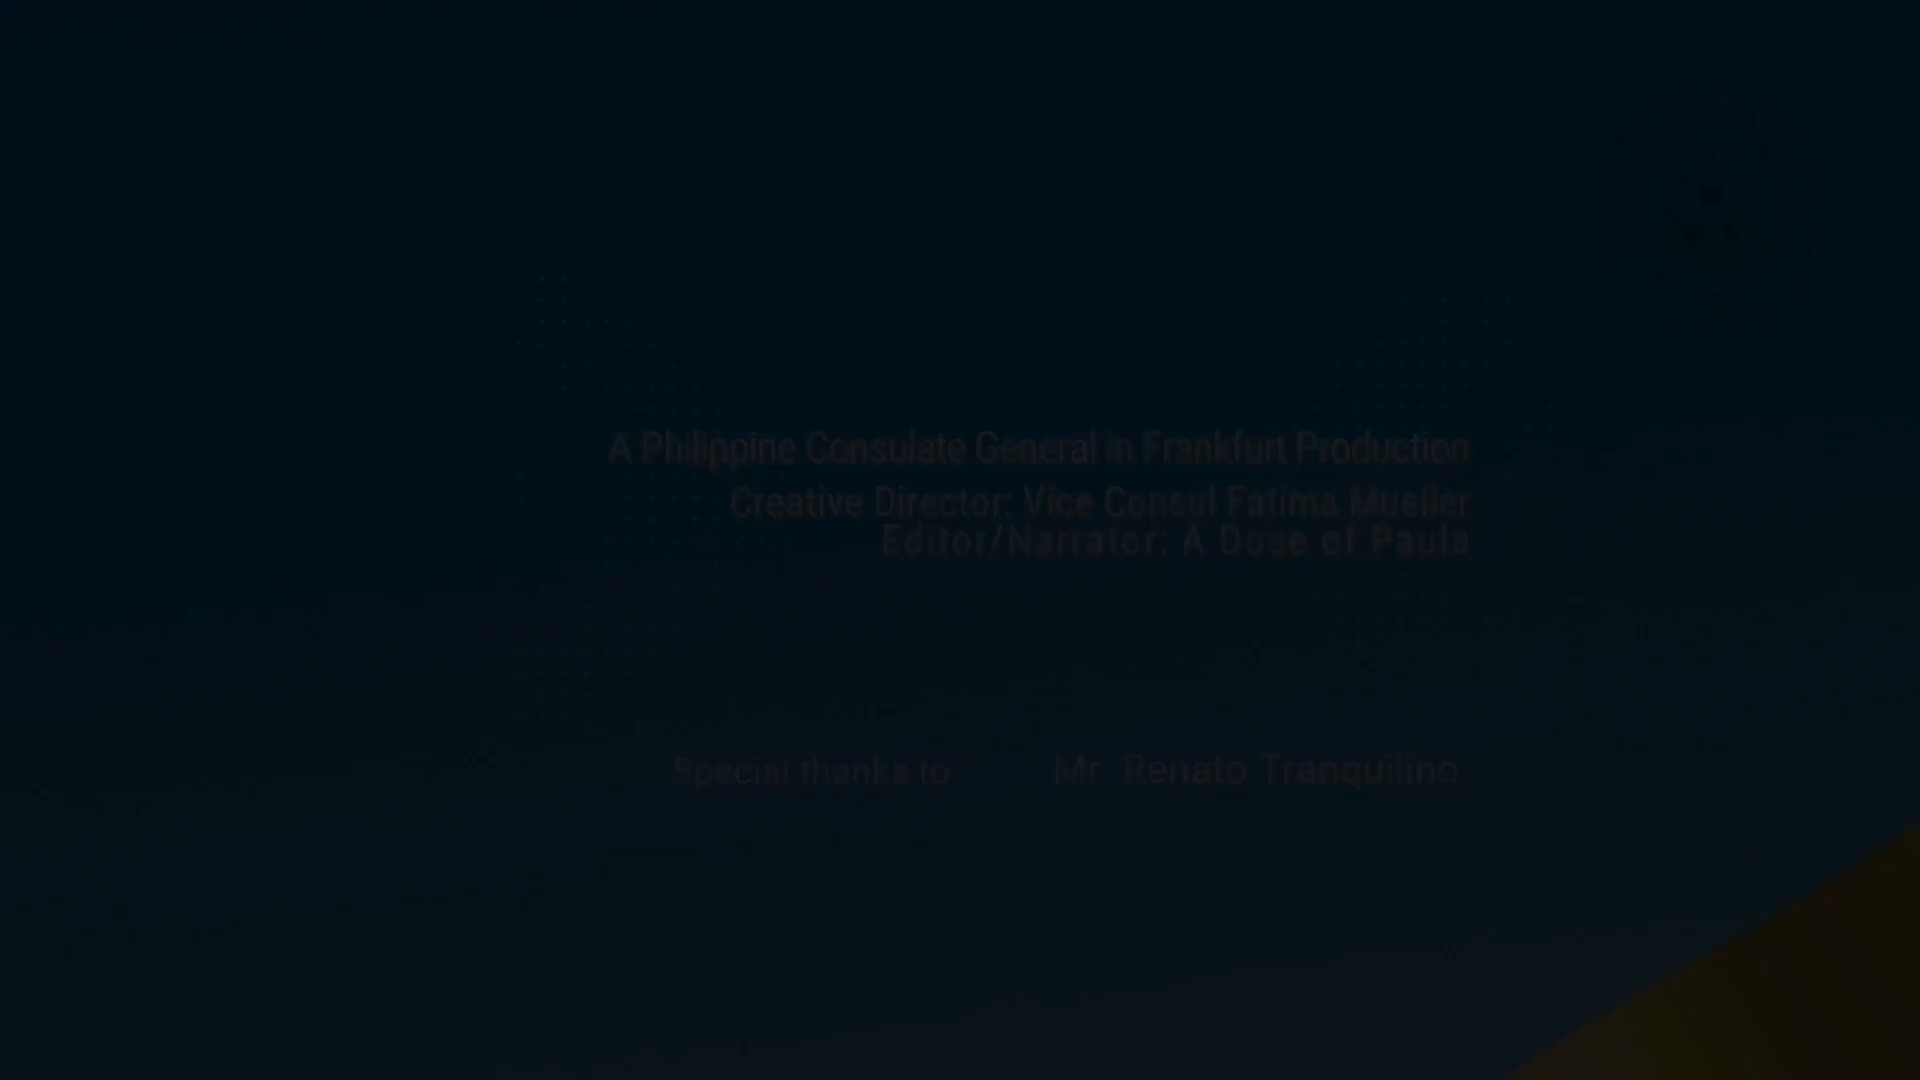 A Philippine Consulate General in Frankfurt Production
Creative Director: Vice Consul Fatima Mueller
Editor/Narrator: A Dose of Paula
Special thanks to: Mr. Renato Tranquilino